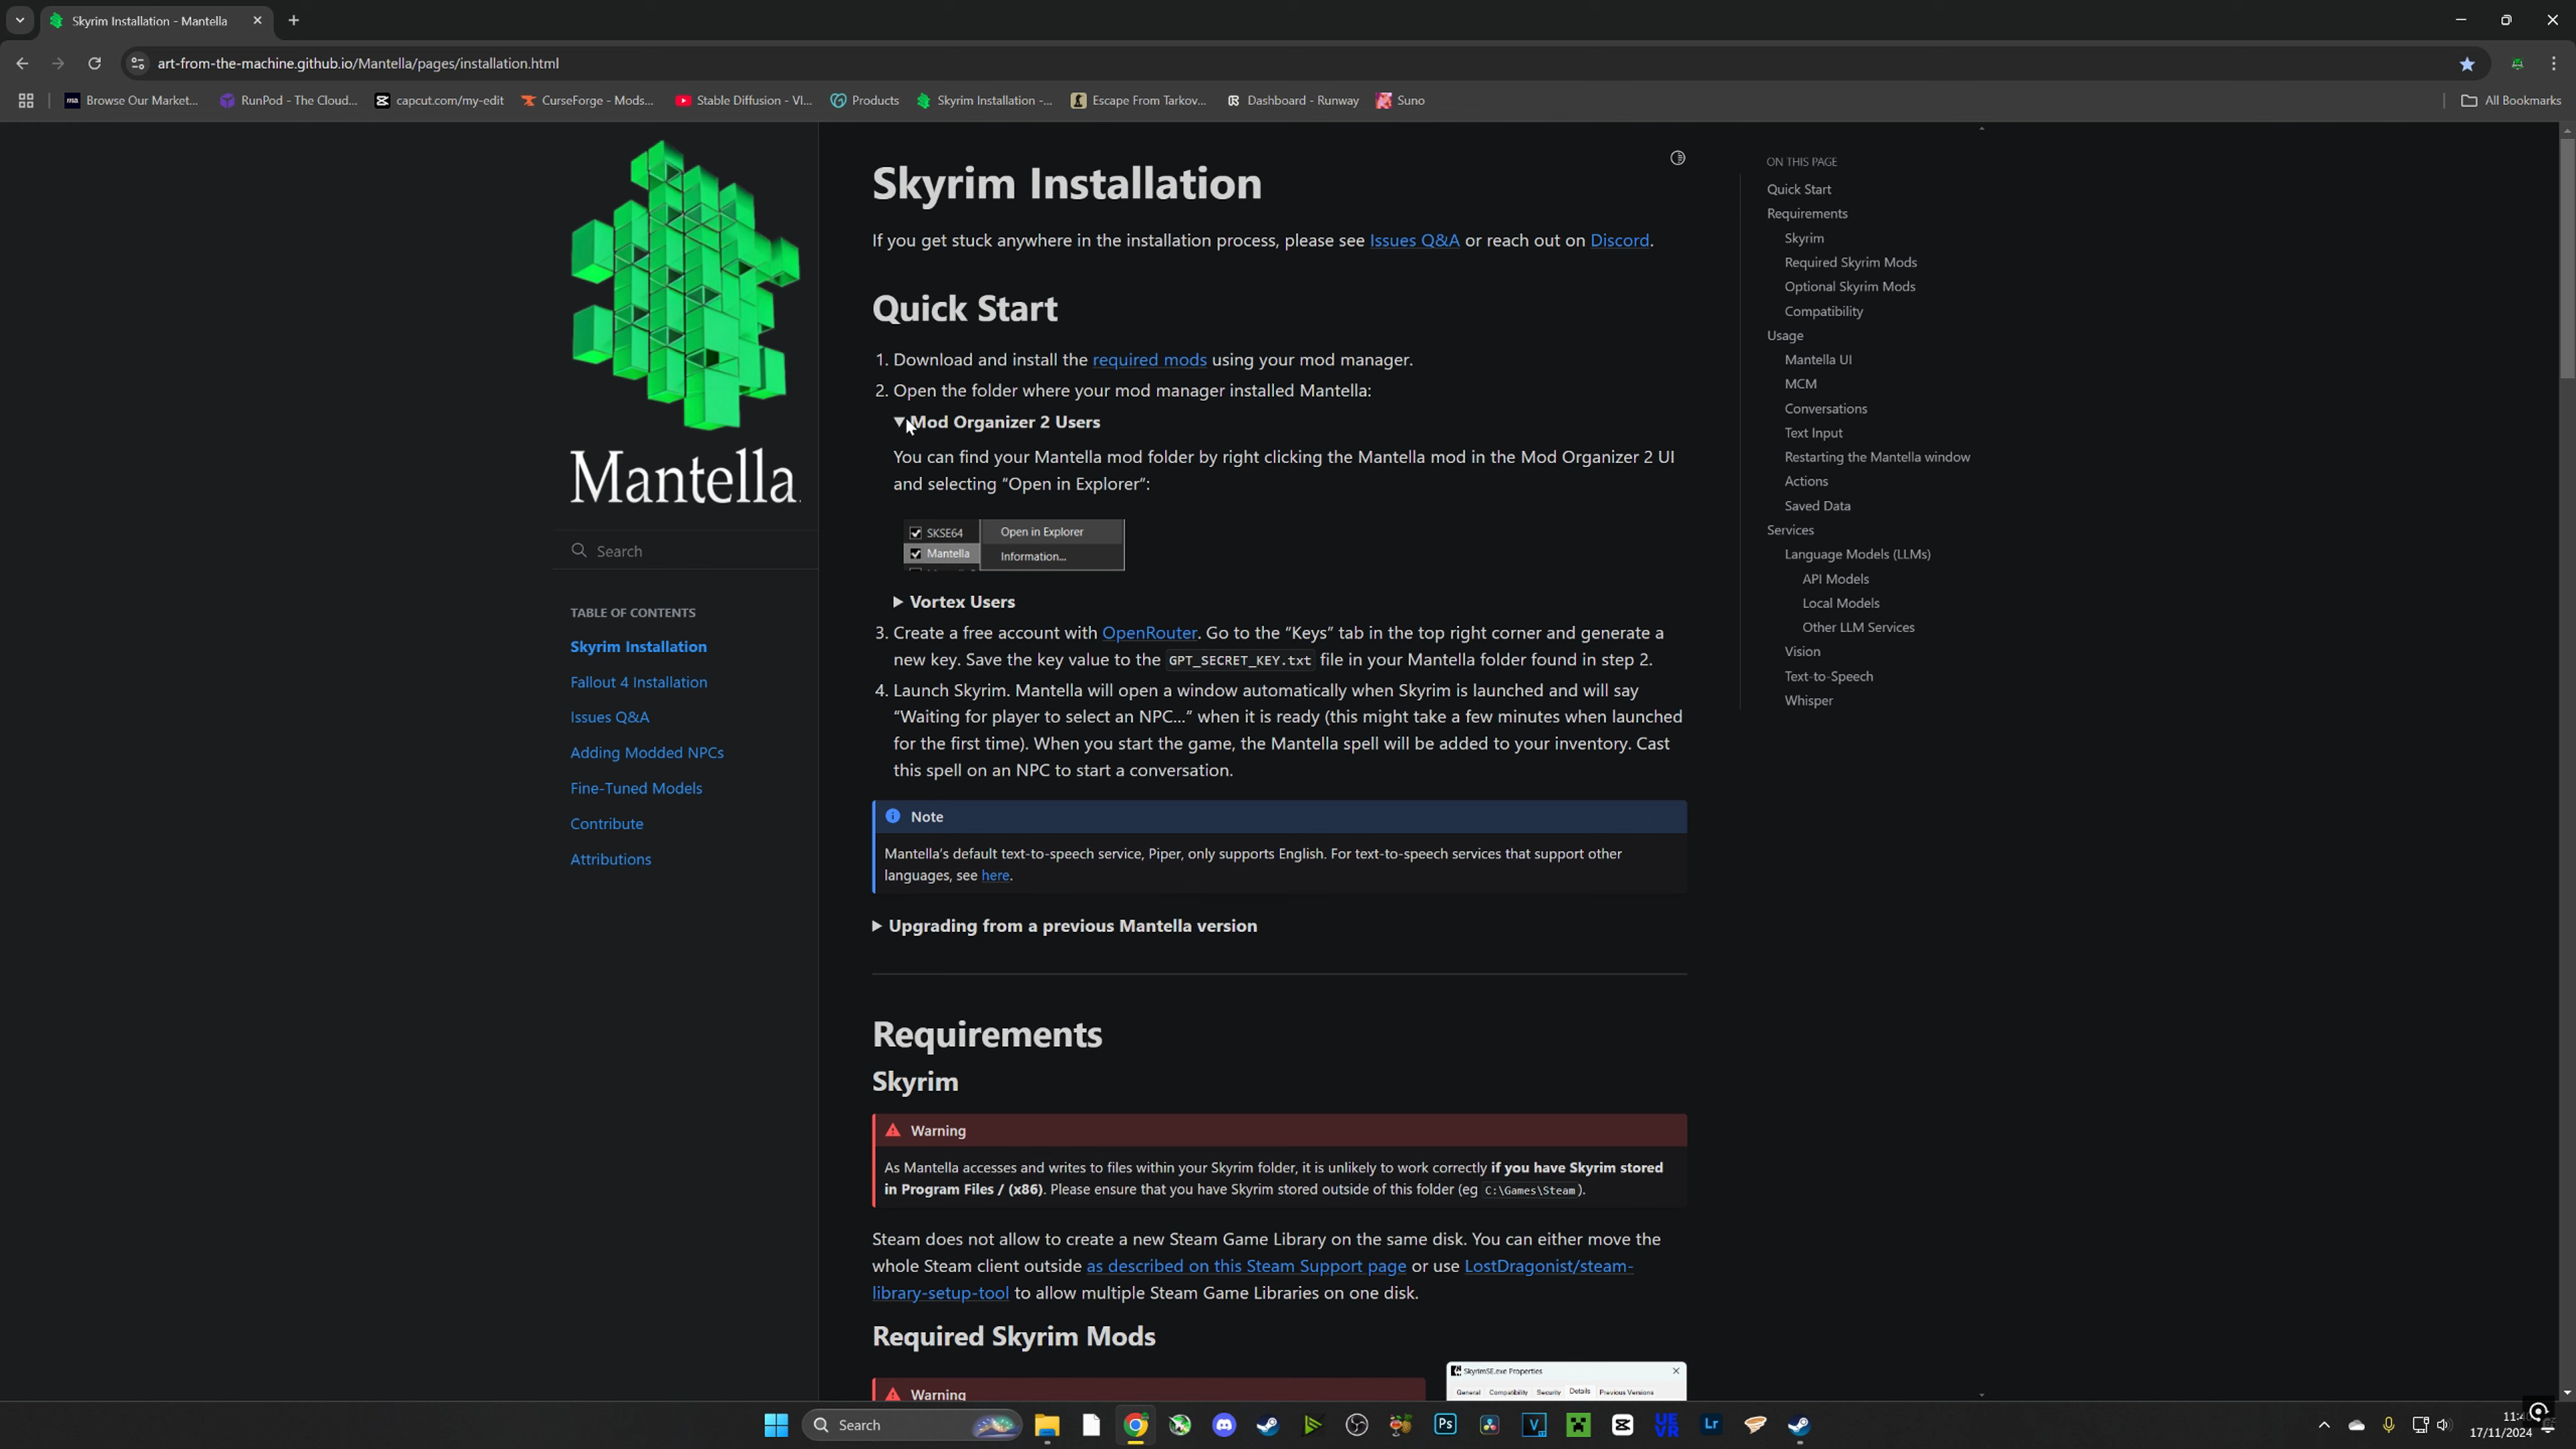 Skyrim Installation - Mantella
art-from-the-machine.github.io/Mantella/pages/installation.html
Browse Our Market...
RunPod - The Cloud...
capcut.com/my-edit
CurseForge - Mods...
Stable Diffusion - VI...
Products
Skyrim Installation -...
Escape From Tarkov...
Dashboard - Runway
Suno
All Bookmarks
Mantella
Search
TABLE OF CONTENTS
Skyrim Installation
Fallout 4 Installation
Issues Q&A
Adding Modded NPCs
Fine-Tuned Models
Contribute
Attributions
Skyrim Installation
If you get stuck anywhere in the installation process, please see Issues Q&A or reach out on Discord.
Quick Start
1. Download and install the required mods using your mod manager.
2. Open the folder where your mod manager installed Mantella:
Mod Organizer 2 Users
You can find your Mantella mod folder by right clicking the Mantella mod in the Mod Organizer 2 UI
and selecting “Open in Explorer”:
SKSE64
Open in Explorer
Mantella
Information...
Vortex Users
3. Create a free account with OpenRouter. Go to the “Keys” tab in the top right corner and generate a
new key. Save the key value to the GPT_SECRET_KEY.txt file in your Mantella folder found in step 2.
4. Launch Skyrim. Mantella will open a window automatically when Skyrim is launched and will say
“Waiting for player to select an NPC...” when it is ready (this might take a few minutes when launched
for the first time). When you start the game, the Mantella spell will be added to your inventory. Cast
this spell on an NPC to start a conversation.
Note
Mantella’s default text-to-speech service, Piper, only supports English. For text-to-speech services that support other
languages, see here.
Upgrading from a previous Mantella version
Requirements
Skyrim
Warning
As Mantella accesses and writes to files within your Skyrim folder, it is unlikely to work correctly if you have Skyrim stored
in Program Files / (x86). Please ensure that you have Skyrim stored outside of this folder (eg C:\Games\Steam).
Steam does not allow to create a new Steam Game Library on the same disk. You can either move the
whole Steam client outside as described on this Steam Support page or use LostDragonist/steam-
library-setup-tool to allow multiple Steam Game Libraries on one disk.
Required Skyrim Mods
Warning
SkyrimSE.exe Properties
General Compatibility Security Details Previous Versions
ON THIS PAGE
Quick Start
Requirements
Skyrim
Required Skyrim Mods
Optional Skyrim Mods
Compatibility
Usage
Mantella UI
MCM
Conversations
Text Input
Restarting the Mantella window
Actions
Saved Data
Services
Language Models (LLMs)
API Models
Local Models
Other LLM Services
Vision
Text-to-Speech
Whisper
Search
Ps
V
UE
VR
Lr
17/11/2024